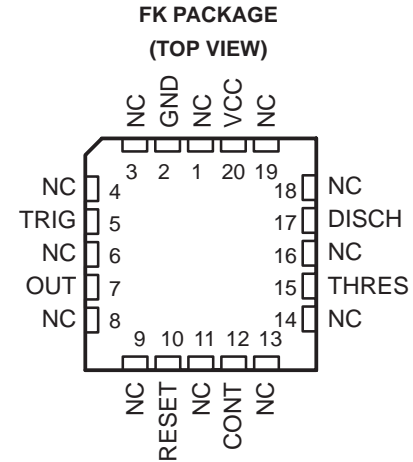 FK PACKAGE
(TOP VIEW)
NC GND NC VCC NC
3 2 1 20 19
NC 4 18 NC
TRIG 5 17 DISCH
NC 6 16 NC
OUT 7 15 THRES
NC 8 14 NC
9 10 11 12 13
NC RESET NC CONT NC